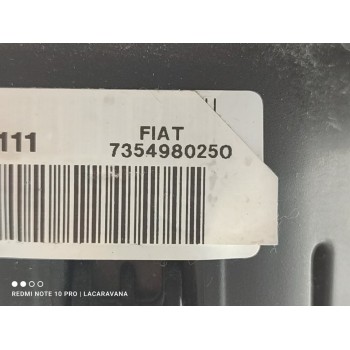 FIAT
111
7354980250
REDMI NOTE 10 PRO | LACARAVANA